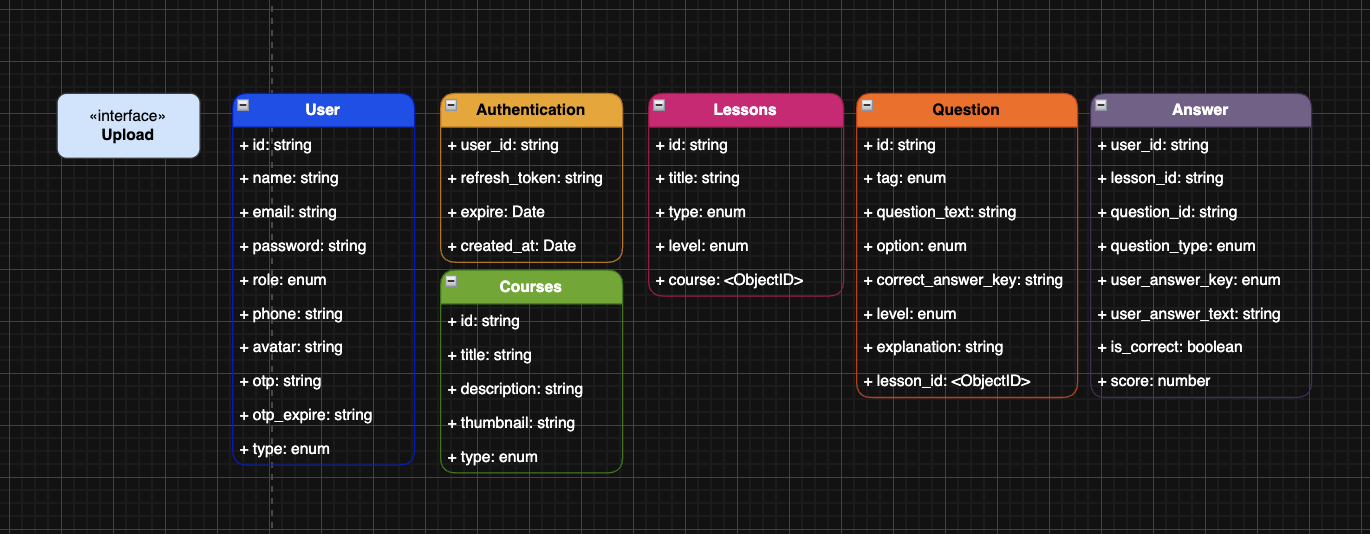 «interface»
Upload
User
+ id: string
+ name: string
+ email: string
+ password: string
+ role: enum
+ phone: string
+ avatar: string
+ otp: string
+ otp_expire: string
+ type: enum
Authentication
+ user_id: string
+ refresh_token: string
+ expire: Date
+ created_at: Date
Courses
+ id: string
+ title: string
+ description: string
+ thumbnail: string
+ type: enum
Lessons
+ id: string
+ title: string
+ type: enum
+ level: enum
+ course: <ObjectID>
Question
+ id: string
+ tag: enum
+ question_text: string
+ option: enum
+ correct_answer_key: string
+ level: enum
+ explanation: string
+ lesson_id: <ObjectID>
Answer
+ user_id: string
+ lesson_id: string
+ question_id: string
+ question_type: enum
+ user_answer_key: enum
+ user_answer_text: string
+ is_correct: boolean
+ score: number